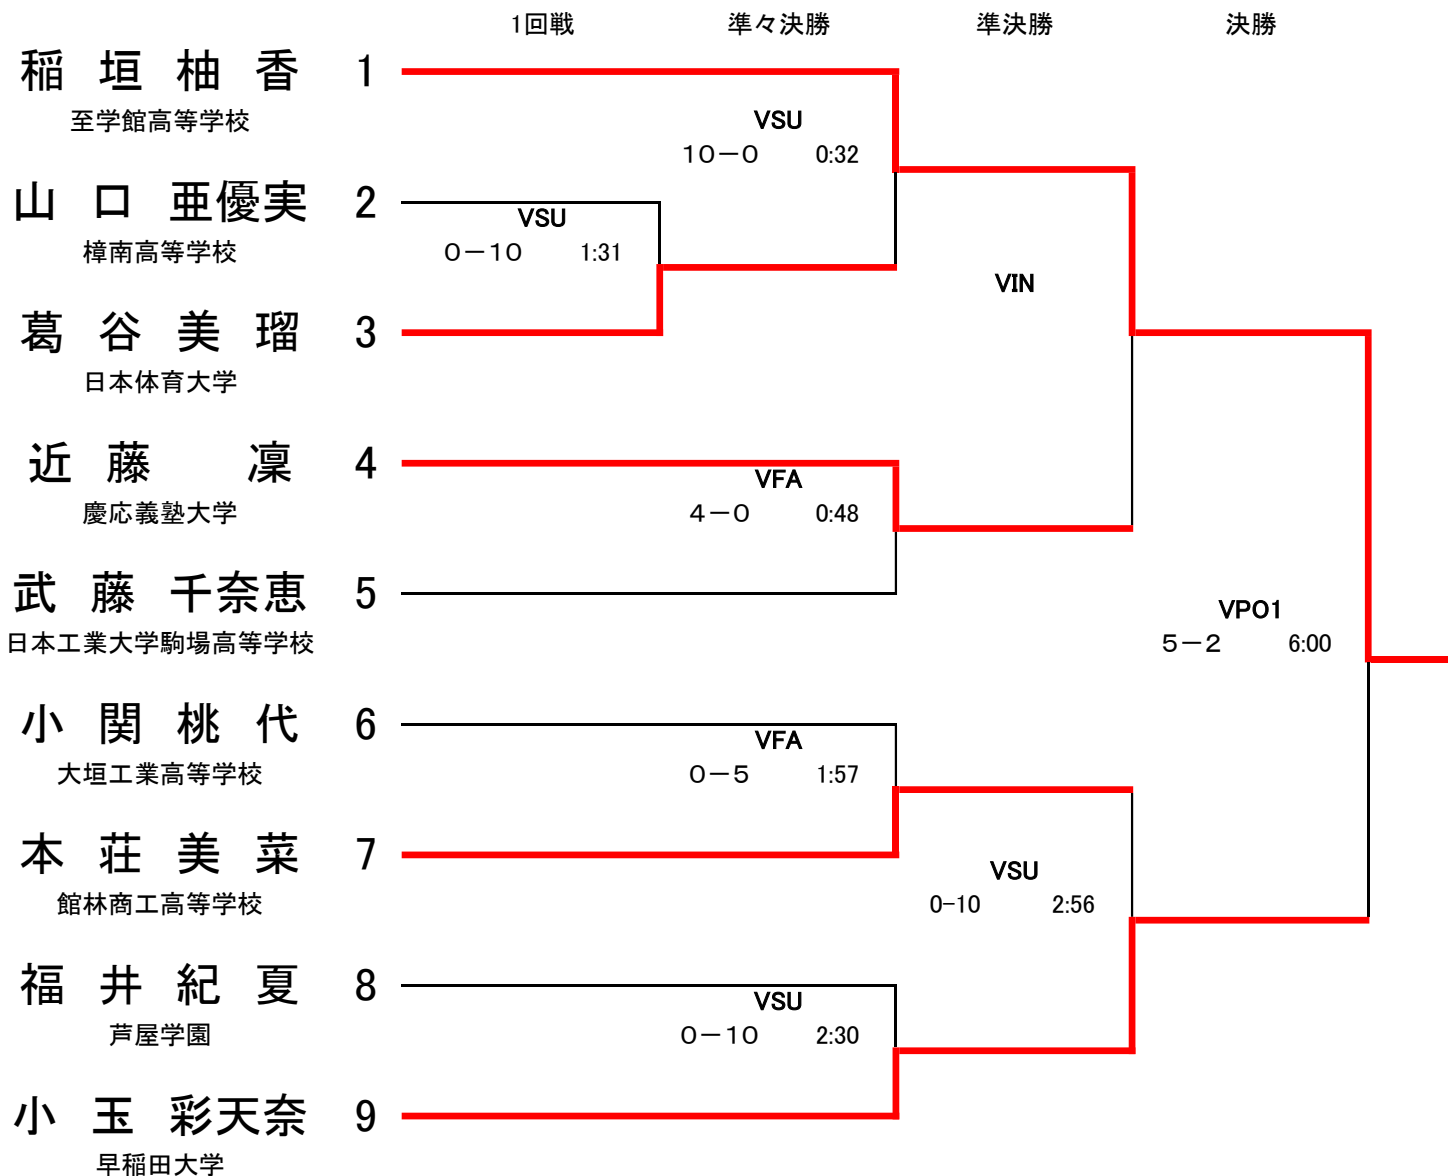 1回戦 準々決勝 準決勝 決勝
稲垣柚香 1
至学館高等学校
VSU
10－0 0:32
山口亜優実 2
樟南高等学校
VSU
0－10 1:31
VIN
葛谷美瑠 3
日本体育大学
近藤　凜 4
慶応義塾大学
VFA
4－0 0:48
武藤千奈恵 5
日本工業大学駒場高等学校
VPO1
5－2 6:00
小関桃代 6
大垣工業高等学校
VFA
0－5 1:57
本荘美菜 7
館林商工高等学校
VSU
0-10 2:56
福井紀夏 8
芦屋学園
VSU
0－10 2:30
小玉彩天奈 9
早稲田大学